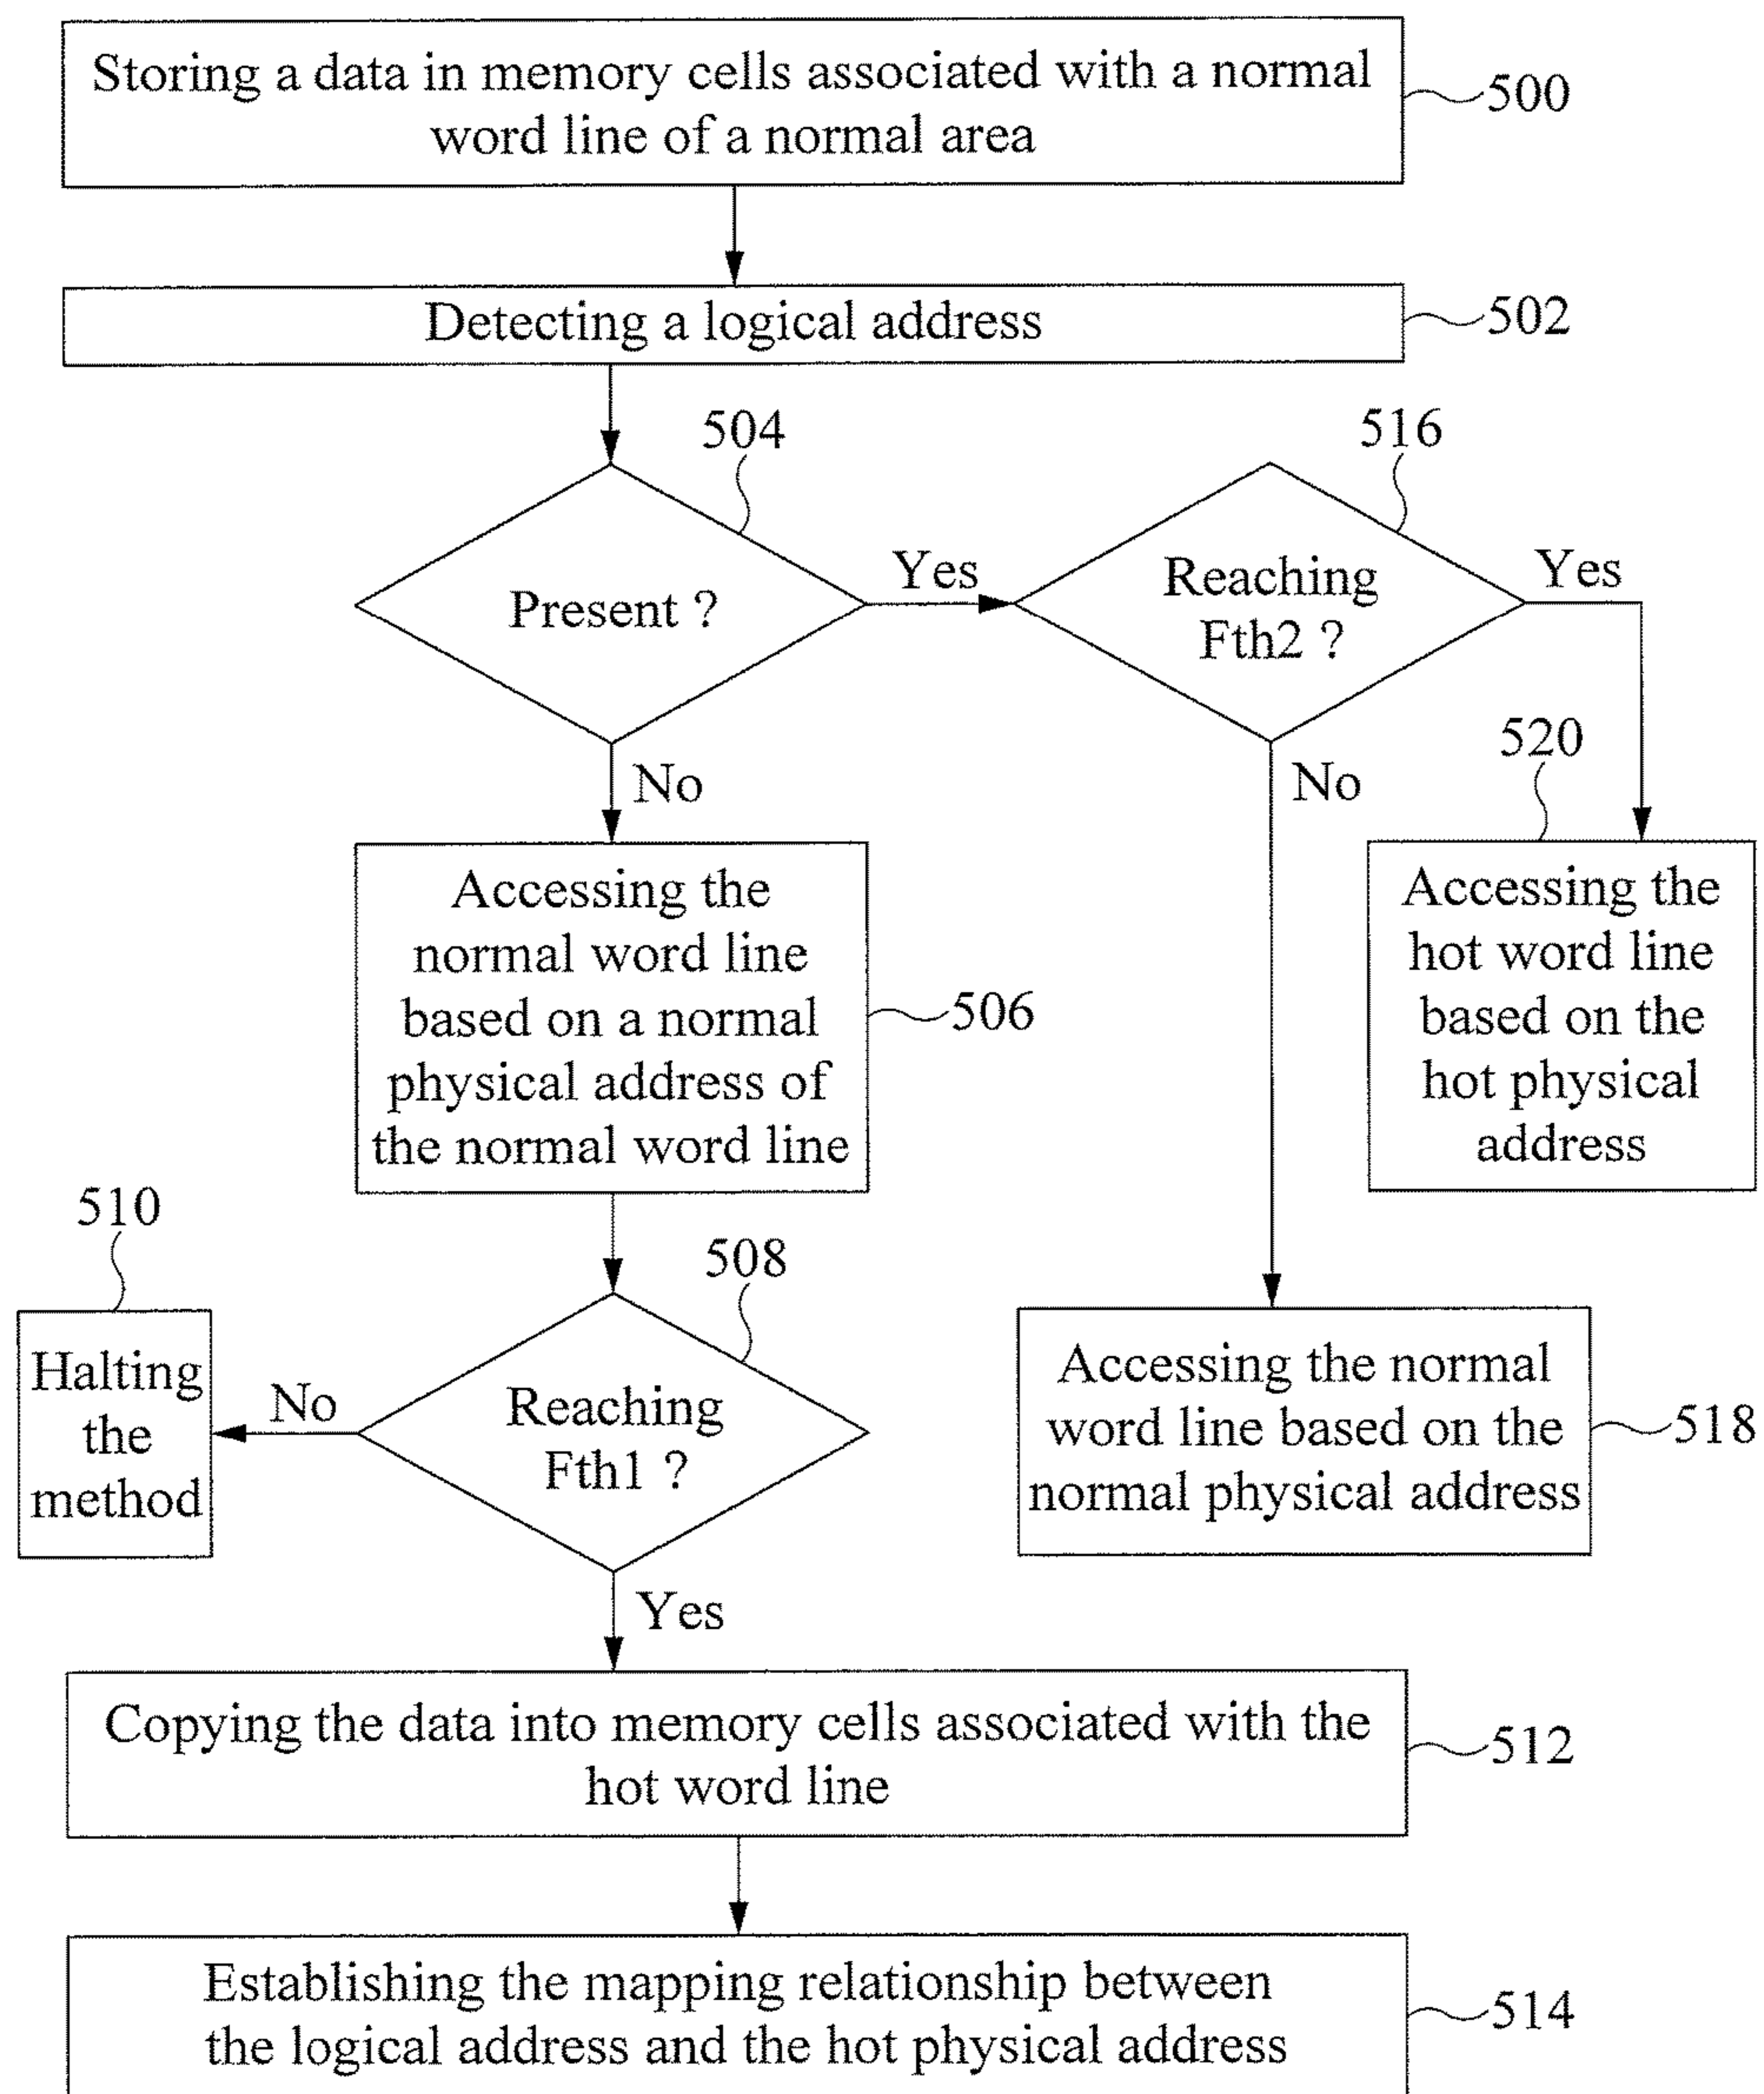 Storing a data in memory cells associated with a normal
word line of a normal area
500
Detecting a logical address
502
504
516
Present ?
Yes
Reaching
Fth2 ?
Yes
No
No
520
Accessing the
normal word line
based on a normal
physical address of
the normal word line
506
Accessing the
hot word line
based on the
hot physical
address
510
508
Halting
the
method
No
Reaching
Fth1 ?
Accessing the normal
word line based on the
normal physical address
518
Yes
Copying the data into memory cells associated with the
hot word line
512
Establishing the mapping relationship between
the logical address and the hot physical address
514